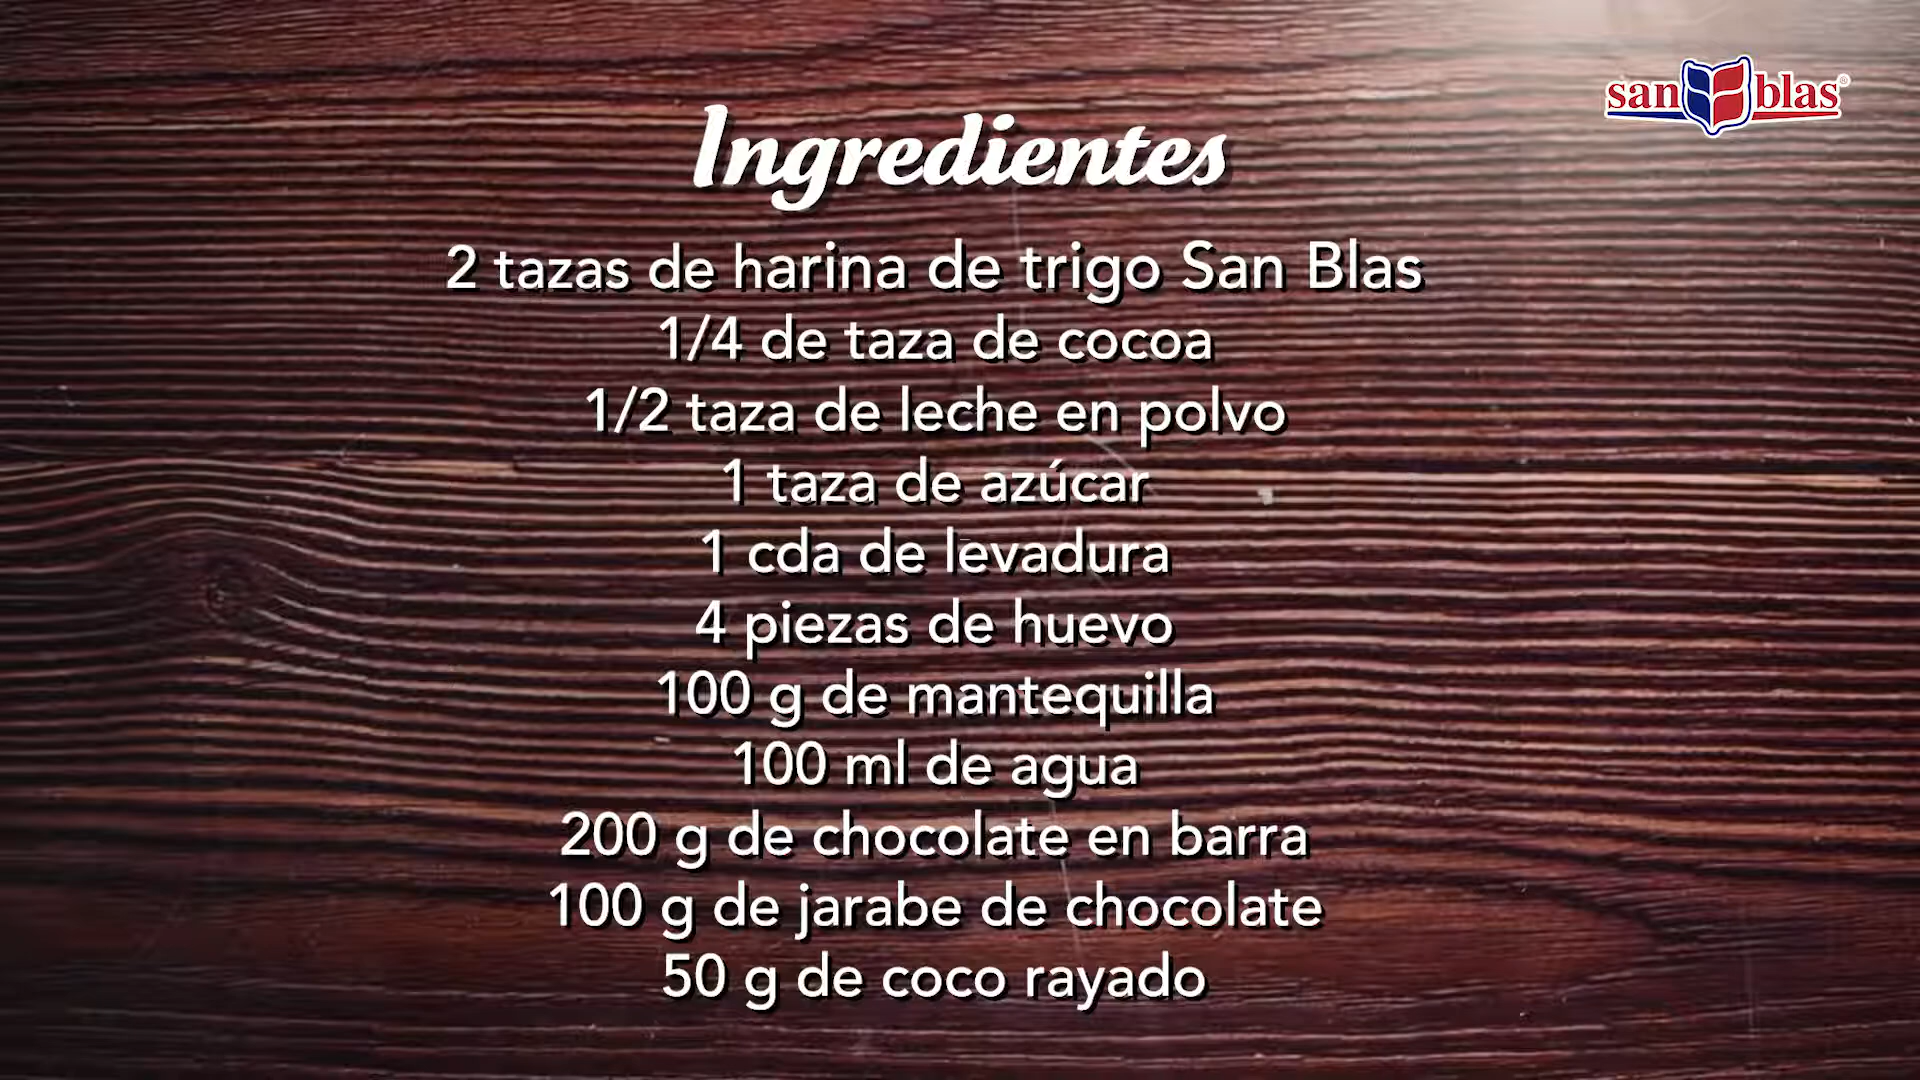 san blas®
Ingredientes
2 tazas de harina de trigo San Blas
1/4 de taza de cocoa
1/2 taza de leche en polvo
1 taza de azúcar
1 cda de levadura
4 piezas de huevo
100 g de mantequilla
100 ml de agua
200 g de chocolate en barra
100 g de jarabe de chocolate
50 g de coco rayado